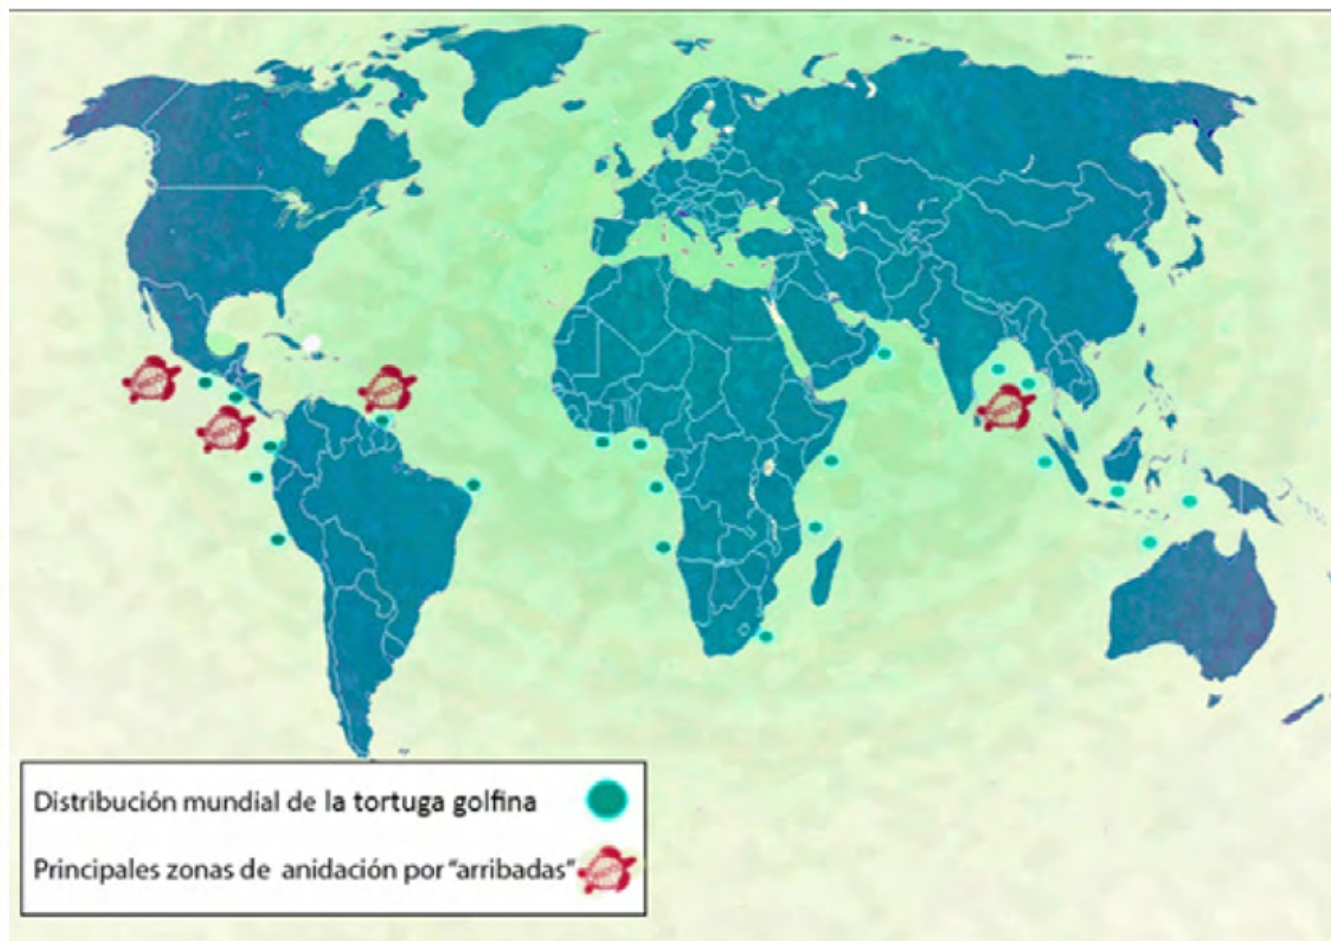 Distribución mundial de la tortuga golfina
Principales zonas de anidación por "arribadas"